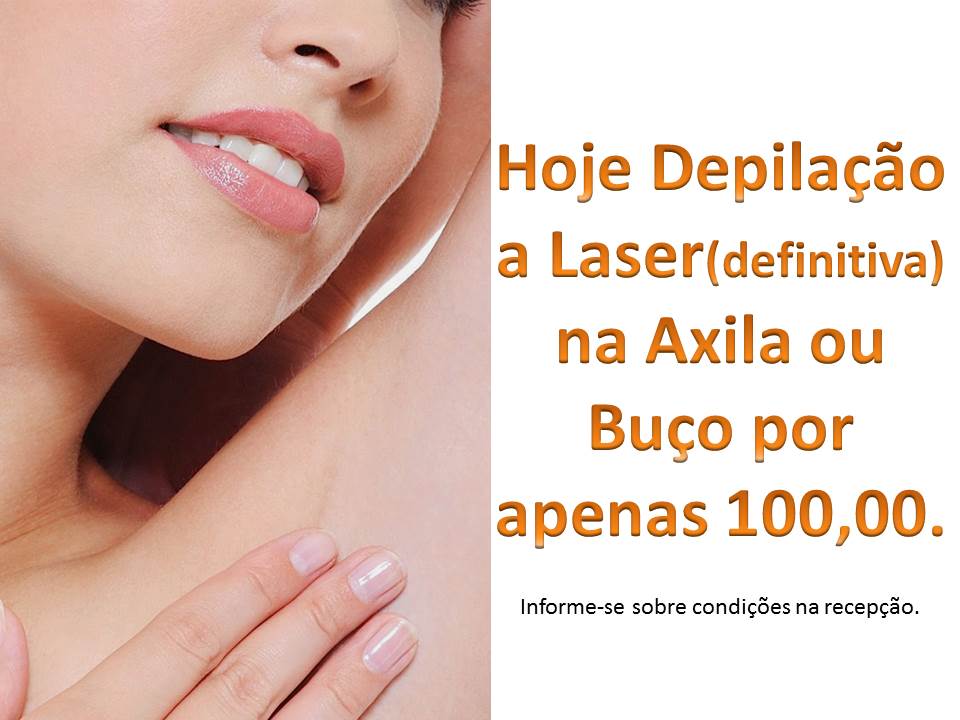 Hoje Depilação
a Laser(definitiva)
na Axila ou
Buço por
apenas 100,00.
Informe-se sobre condições na recepção.